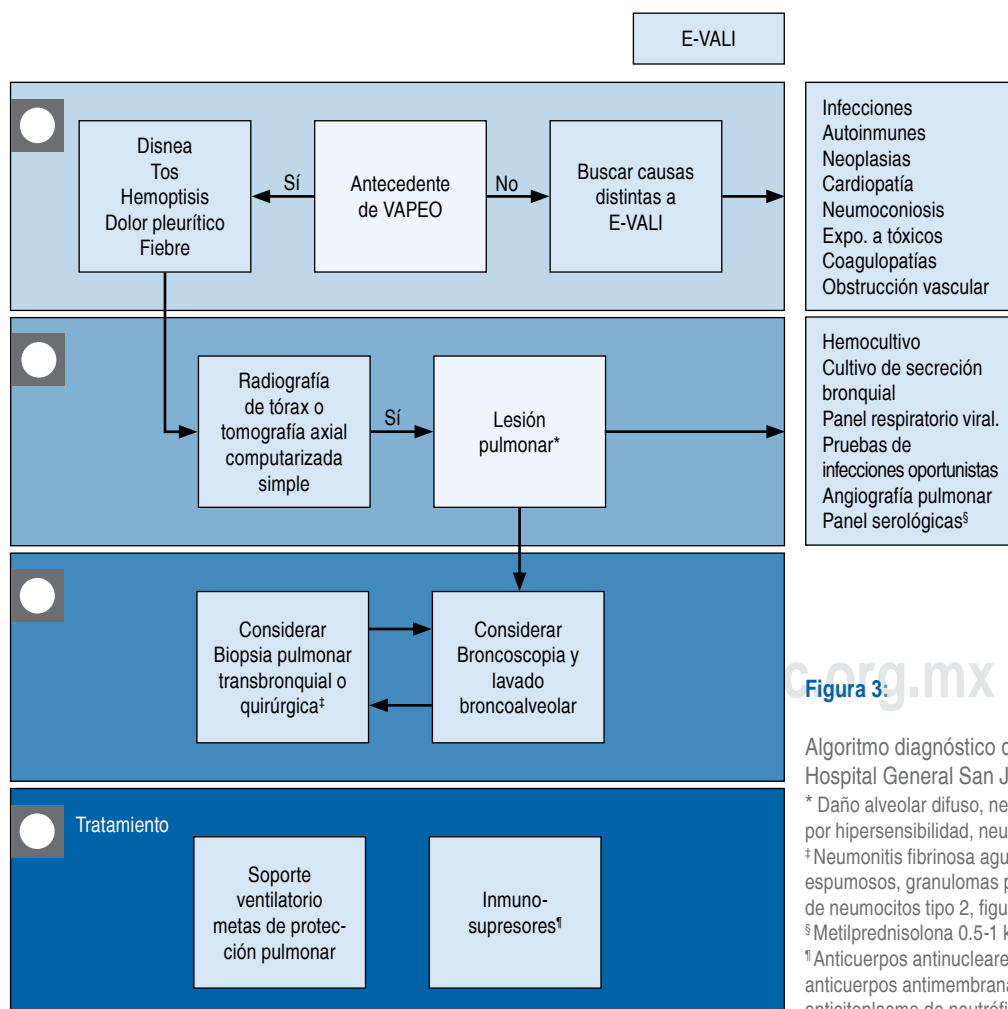 E-VALI
Disnea
Tos
Hemoptisis
Dolor pleurítico
Fiebre
Sí
Antecedente
de VAPEO
No
Buscar causas
distintas a
E-VALI
Infecciones
Autoinmunes
Neoplasias
Cardiopatía
Neumoconiosis
Expo. a tóxicos
Coagulopatías
Obstrucción vascular
Radiografía
de tórax o
tomografía axial
computarizada
simple
Sí
Lesión
pulmonar*
Hemocultivo
Cultivo de secreción
bronquial
Panel respiratorio viral.
Pruebas de
infecciones oportunistas
Angiografía pulmonar
Panel serológicas§
Considerar
Biopsia pulmonar
transbronquial o
quirúrgica‡
Considerar
Broncoscopia y
lavado
broncoalveolar
Tratamiento
Soporte
ventilatorio
metas de protec-
ción pulmonar
Inmuno-
supresores¶
c.org.mx
Figura 3:
Algoritmo diagnóstico
Hospital General San
* Daño alveolar difuso,
por hipersensibilidad,
‡ Neumonitis fibrinosa
espumosos, granulomas
de neumocitos tipo 2,
§ Metilprednisolona 0.5-1
¶ Anticuerpos
anticuerpos